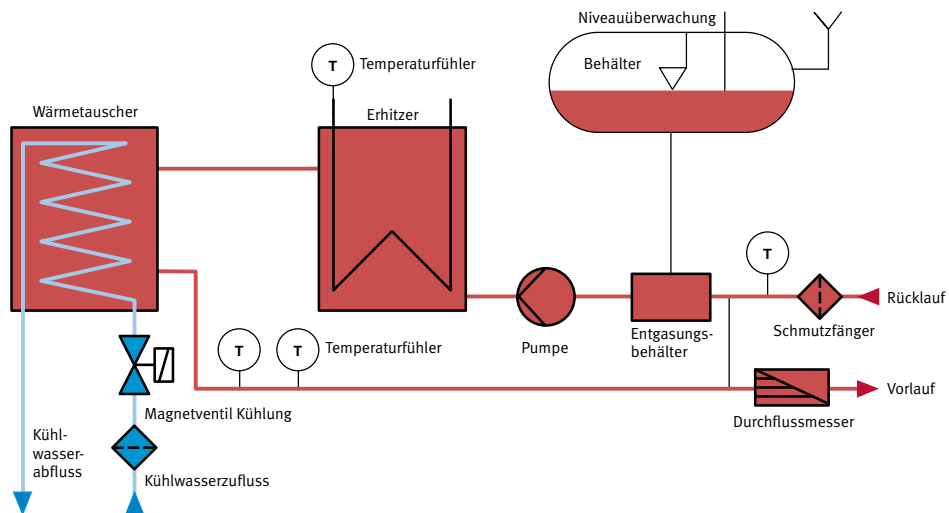 Niveauüberwachung
Behälter
T
Temperaturfühler
Wärmetauscher
Erhitzer
T
Rücklauf
Schmutzfänger
Entgasungs-
behälter
Pumpe
T
T
Temperaturfühler
Vorlauf
Durchflussmesser
Magnetventil Kühlung
Kühl-
wasser-
abfluss
Kühlwasserzufluss